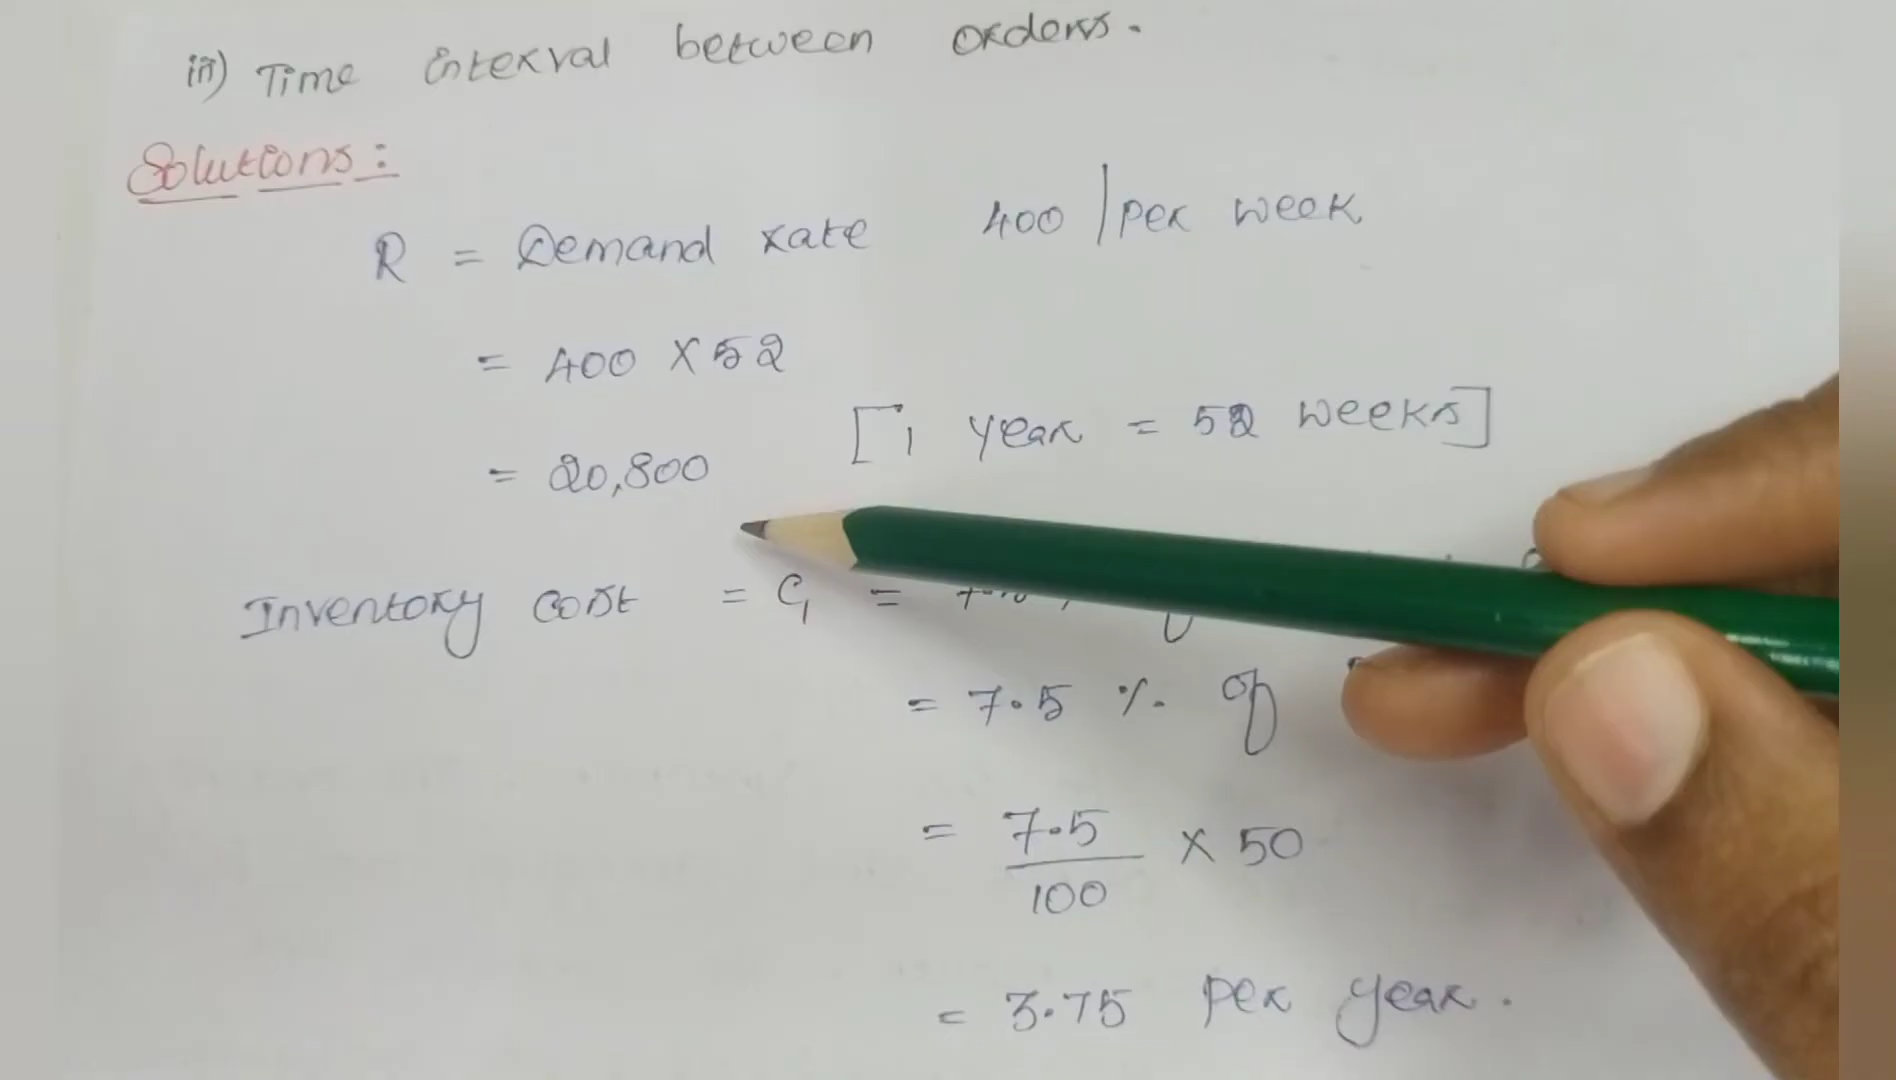 iii) Time interval between orders.
Solutions:
R = Demand rate 400 | per week
= 400 X 52
[1 year = 52 weeks]
= 20,800
Inventory cost = C1 =
= 7.5 %. of
= 7.5/100 X 50
= 3.75 per year.